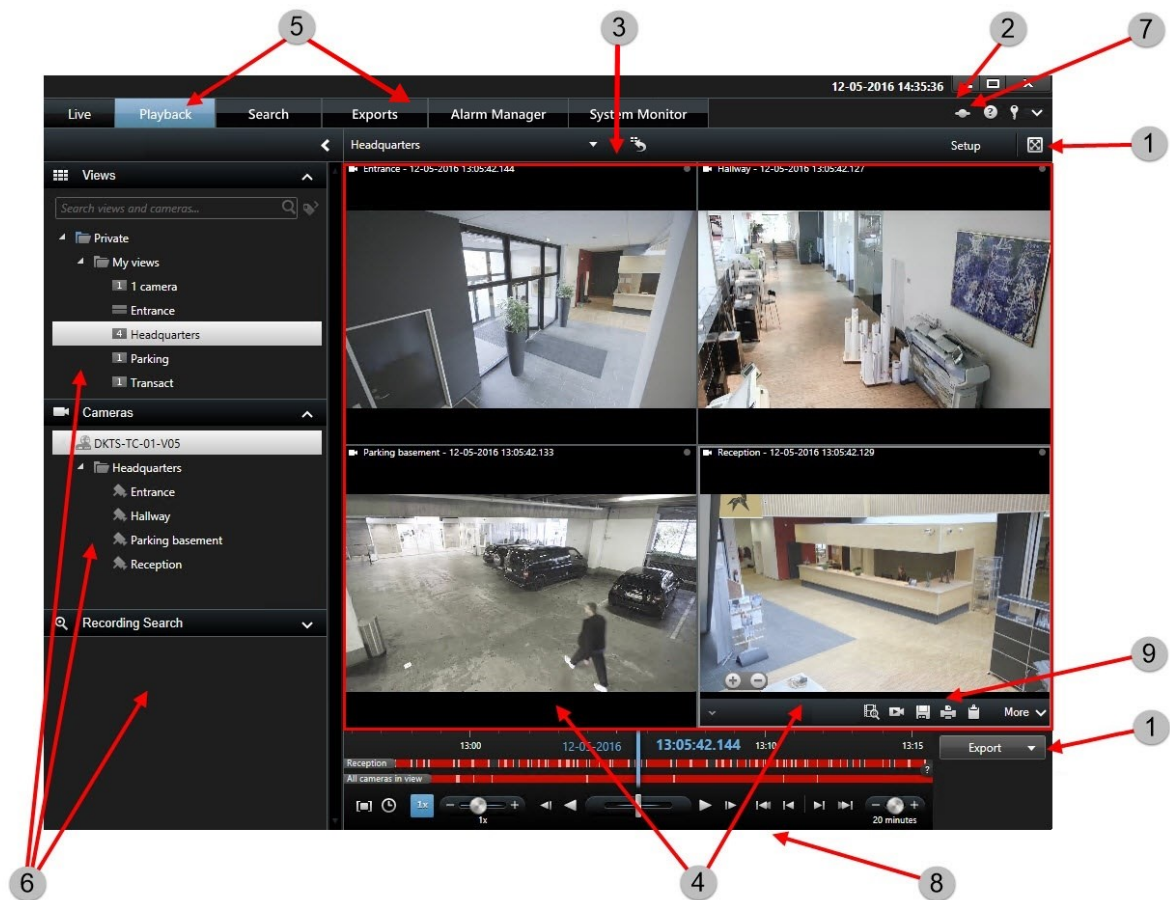 5
3
2
7
12-05-2016 14:35:36
Live
Playback
Search
Exports
Alarm Manager
System Monitor
Headquarters
Setup
1
Views
Search views and cameras...
Private
My views
1 1 camera
Entrance
4 Headquarters
1 Parking
1 Transact
Cameras
DKTS-TC-01-V05
Headquarters
Entrance
Hallway
Parking basement
Reception
Recording Search
Entrance - 12-05-2016 13:05:42.144
Hallway - 12-05-2016 13:05:42.127
Parking basement - 12-05-2016 13:05:42.133
Reception - 12-05-2016 13:05:42.129
9
More
1
13:00
12-05-2016
13:05:42.144
13:10
13:15
Export
Reception
?
All cameras in view
1x
1x
20 minutes
6
4
8